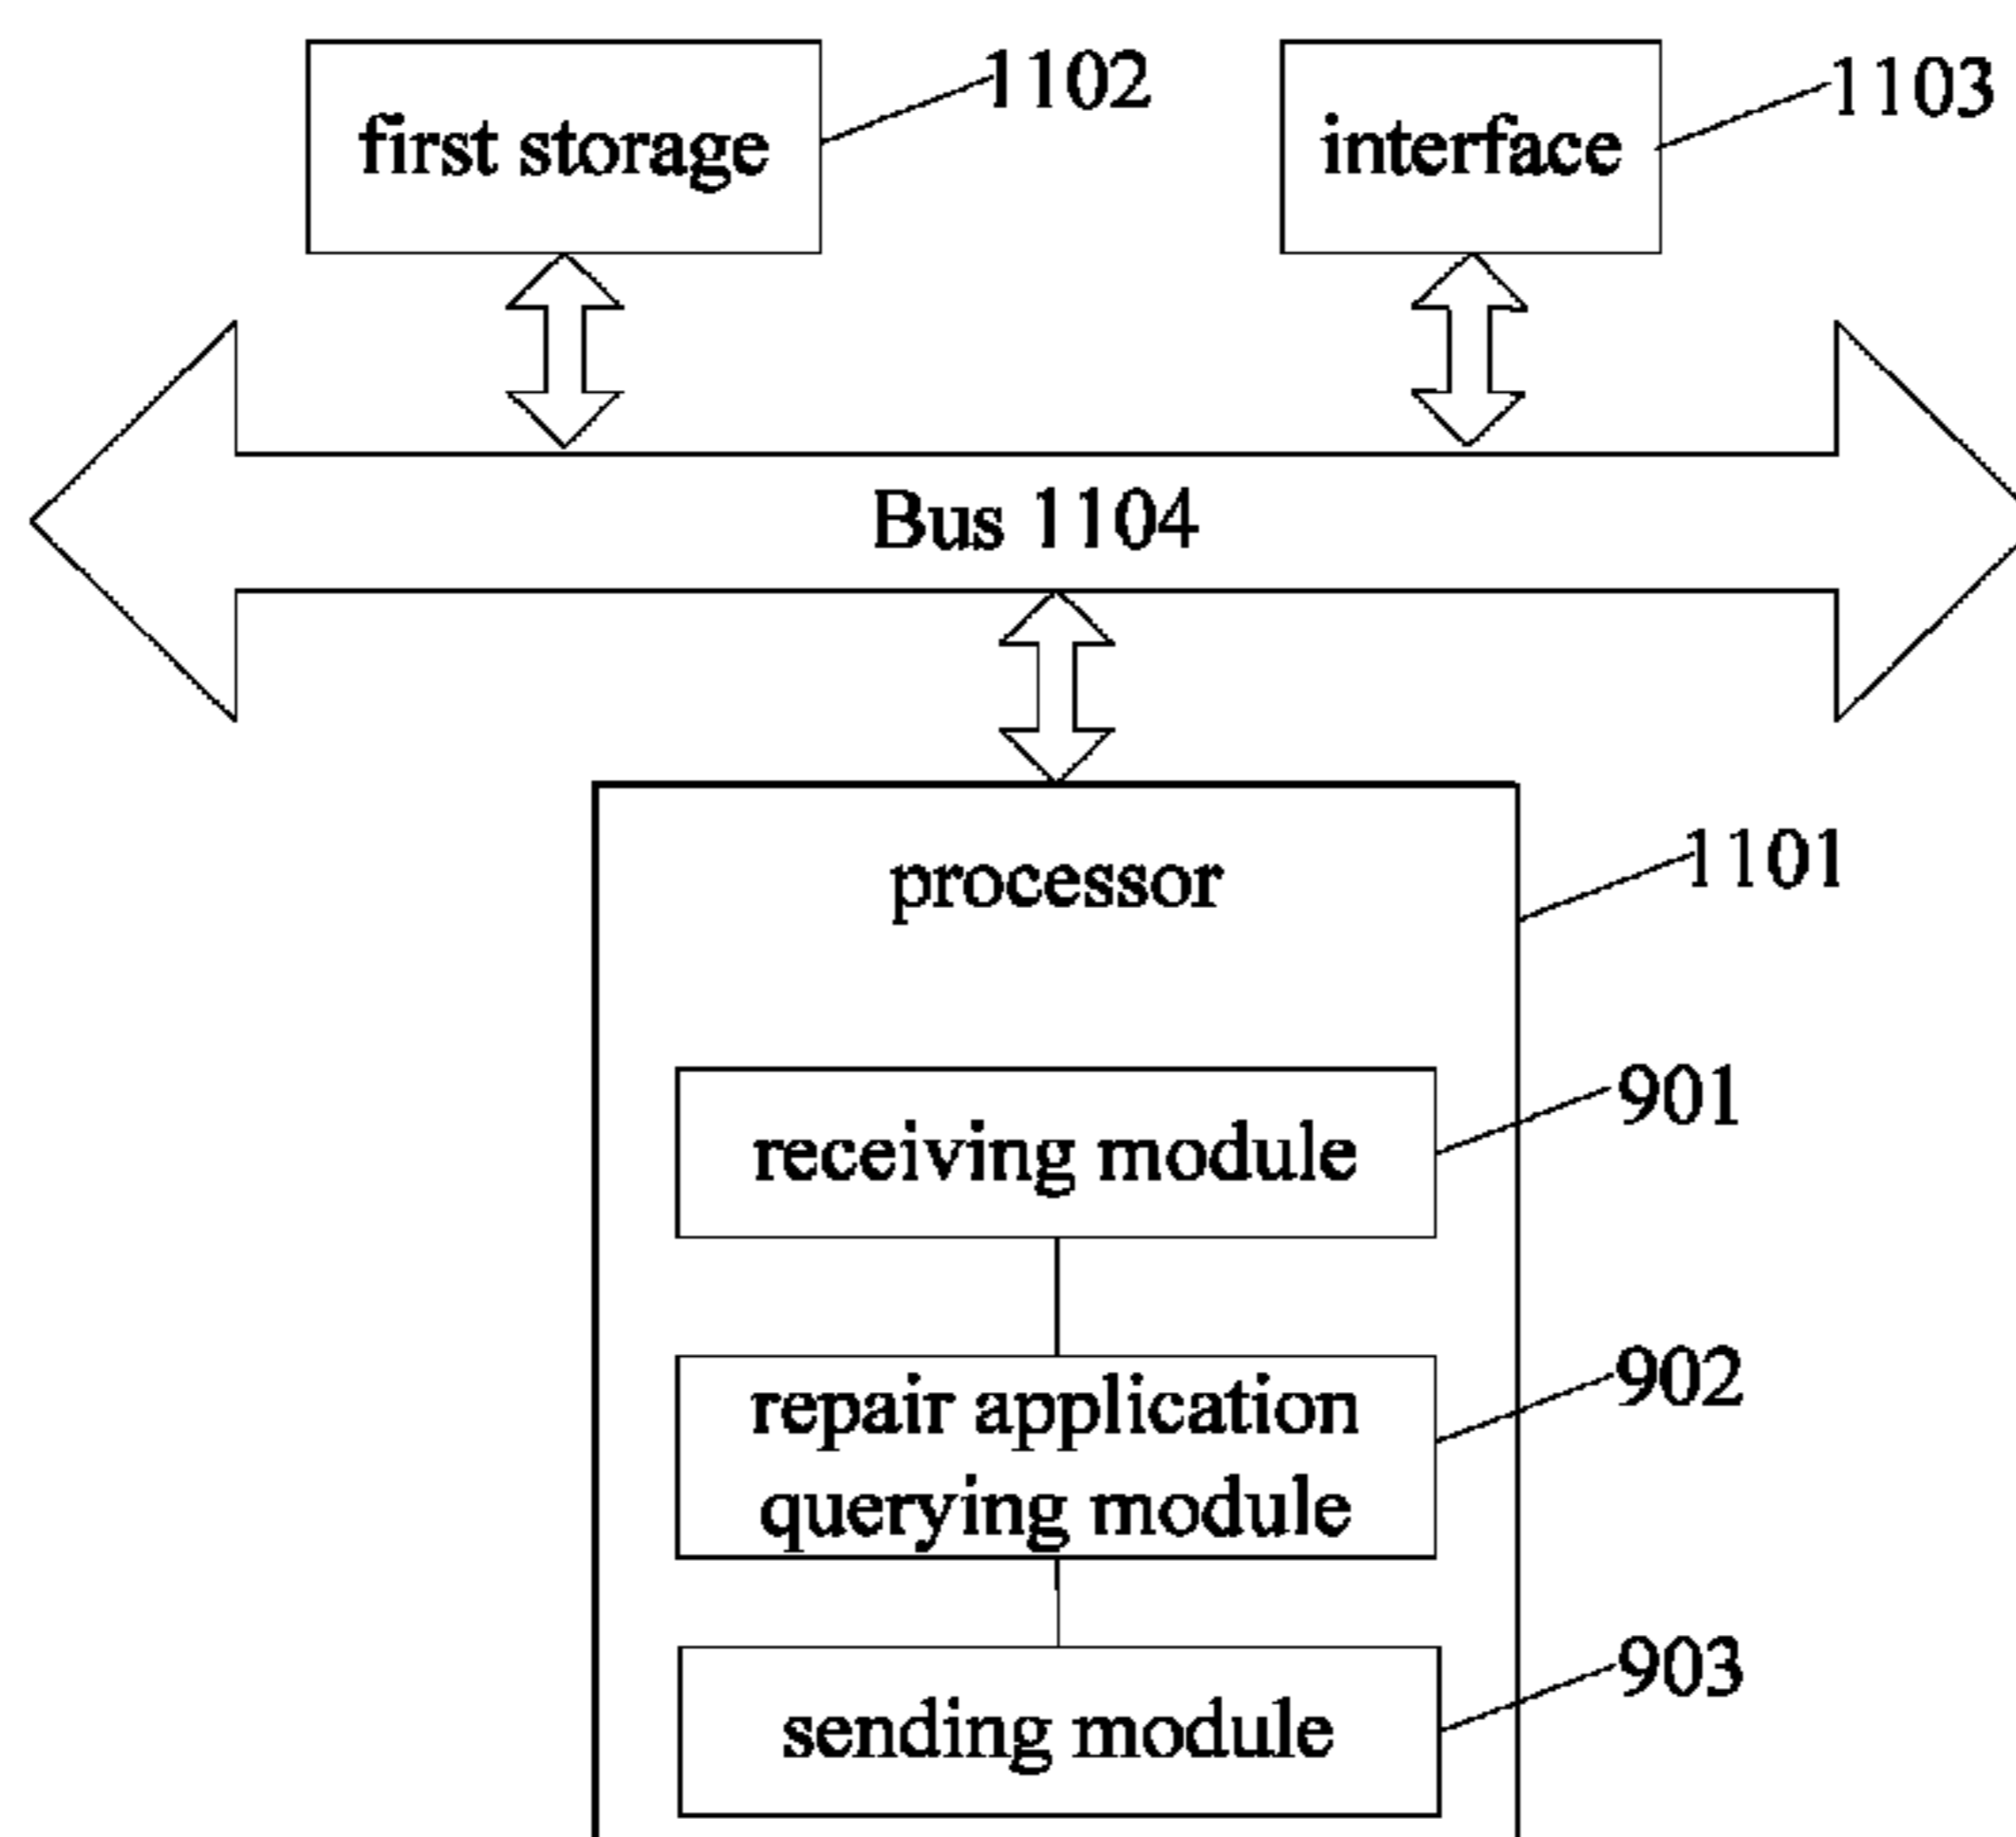 first storage
1102
interface
1103
Bus 1104
processor
1101
receiving module
901
repair application
querying module
902
sending module
903